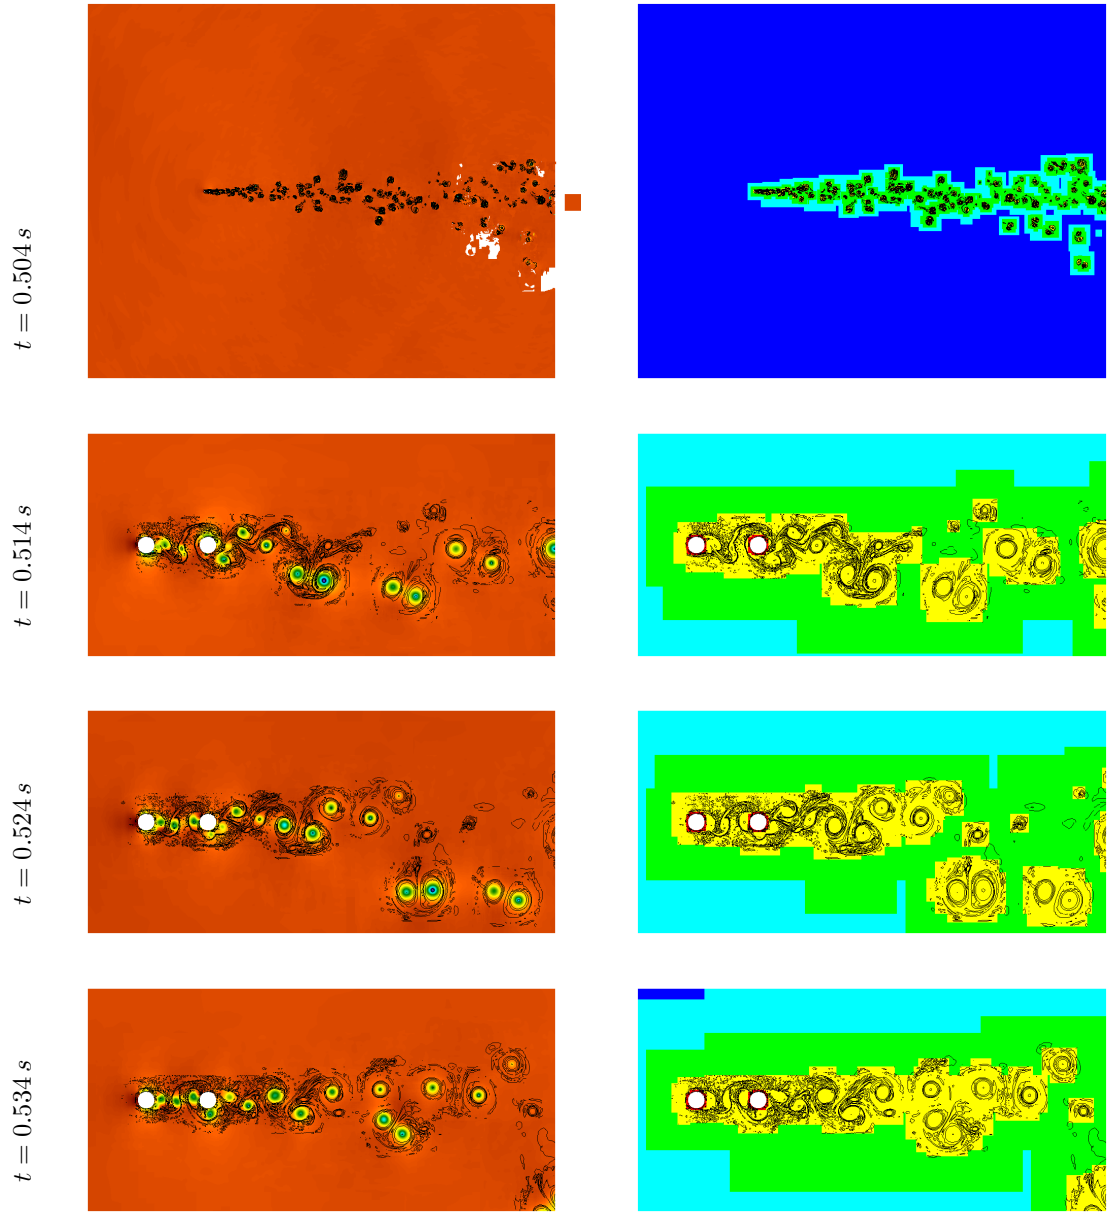 t = 0.504 s
t = 0.514 s
t = 0.524 s
t = 0.534 s